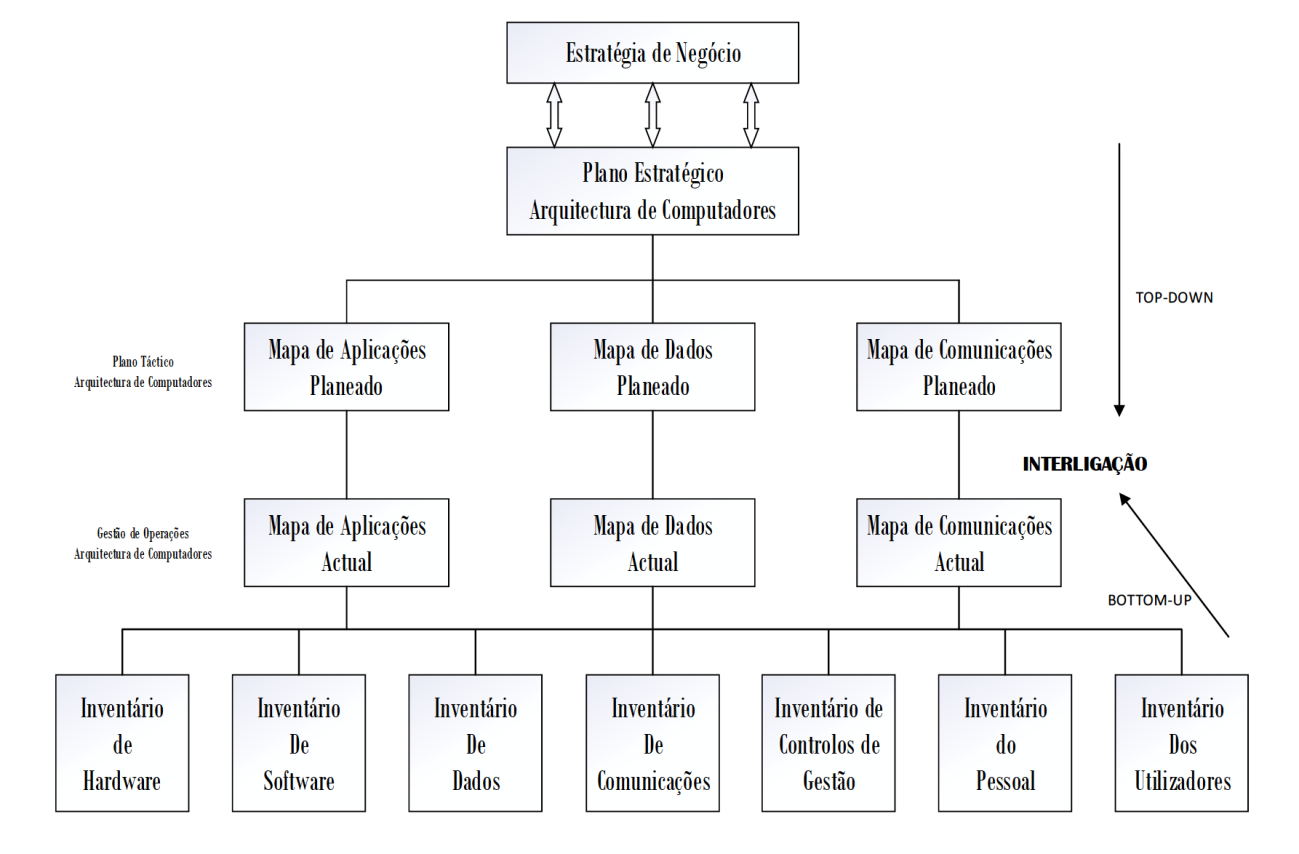 Estratégia de Negócio
Plano Estratégico
Arquitectura de Computadores
TOP-DOWN
Plano Táctico
Arquitectura de Computadores
Mapa de Aplicações
Planeado
Mapa de Dados
Planeado
Mapa de Comunicações
Planeado
INTERLIGAÇÃO
Gestão de Operações
Arquitectura de Computadores
Mapa de Aplicações
Actual
Mapa de Dados
Actual
Mapa de Comunicações
Actual
BOTTOM-UP
Inventário
de
Hardware
Inventário
De
Software
Inventário
De
Dados
Inventário
De
Comunicações
Inventário de
Controlos de
Gestão
Inventário
do
Pessoal
Inventário
Dos
Utilizadores